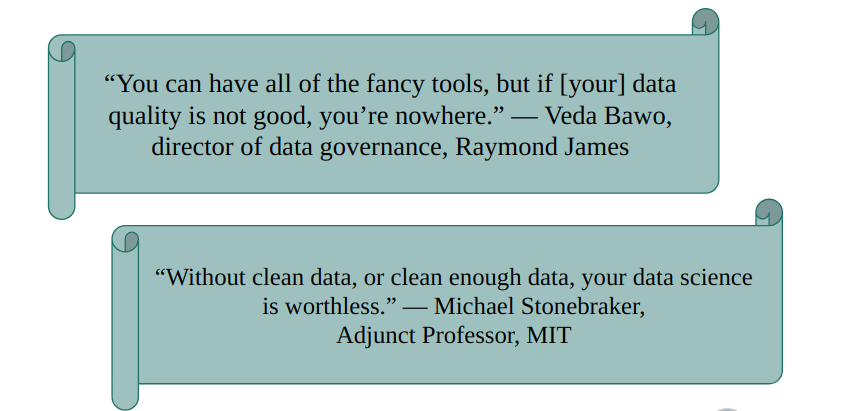 “You can have all of the fancy tools, but if [your] data
quality is not good, you’re nowhere.” — Veda Bawo,
director of data governance, Raymond James
“Without clean data, or clean enough data, your data science
is worthless.” — Michael Stonebraker,
Adjunct Professor, MIT